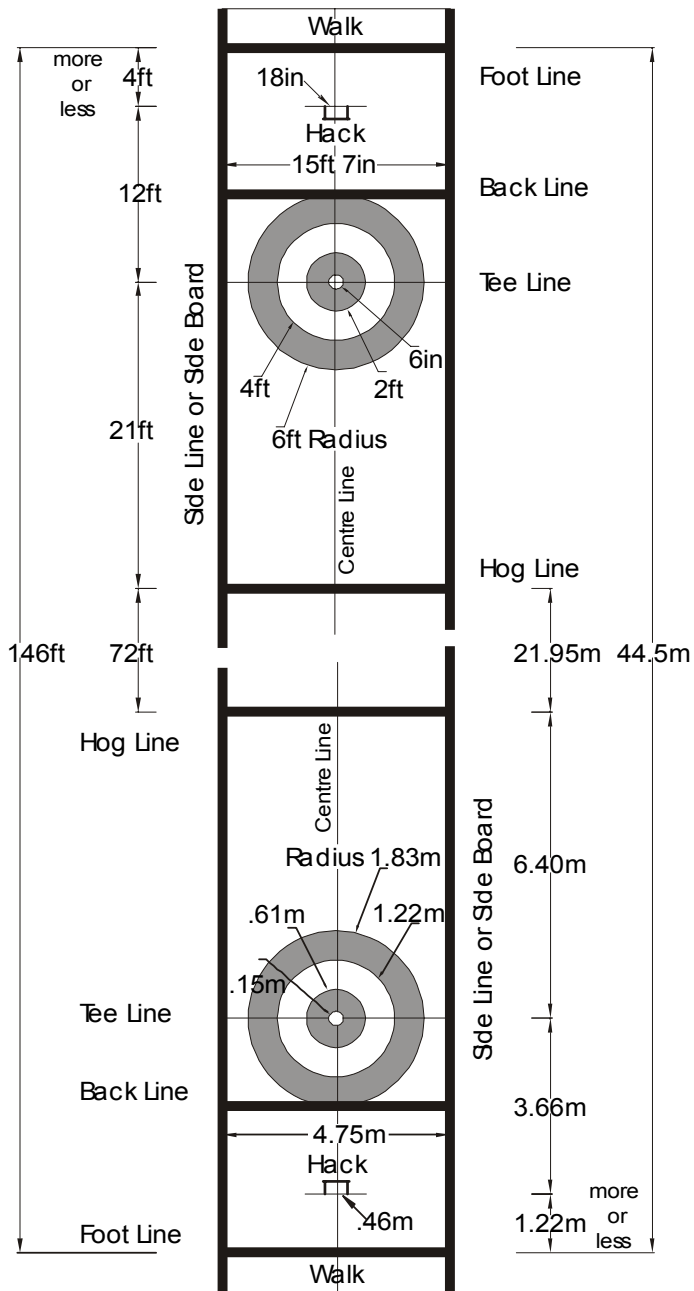 Walk
more
or
less
4ft
18in
Foot Line
Hack
15ft 7in
12ft
Back Line
Tee Line
Side Line or Side Board
6in
4ft
2ft
21ft
6ft Radius
Centre Line
Hog Line
146ft
72ft
21.95m
44.5m
Hog Line
Centre Line
Radius 1.83m
Side Line or Side Board
6.40m
.61m
1.22m
.15m
Tee Line
Back Line
3.66m
4.75m
Hack
more
or
less
.46m
1.22m
Foot Line
Walk